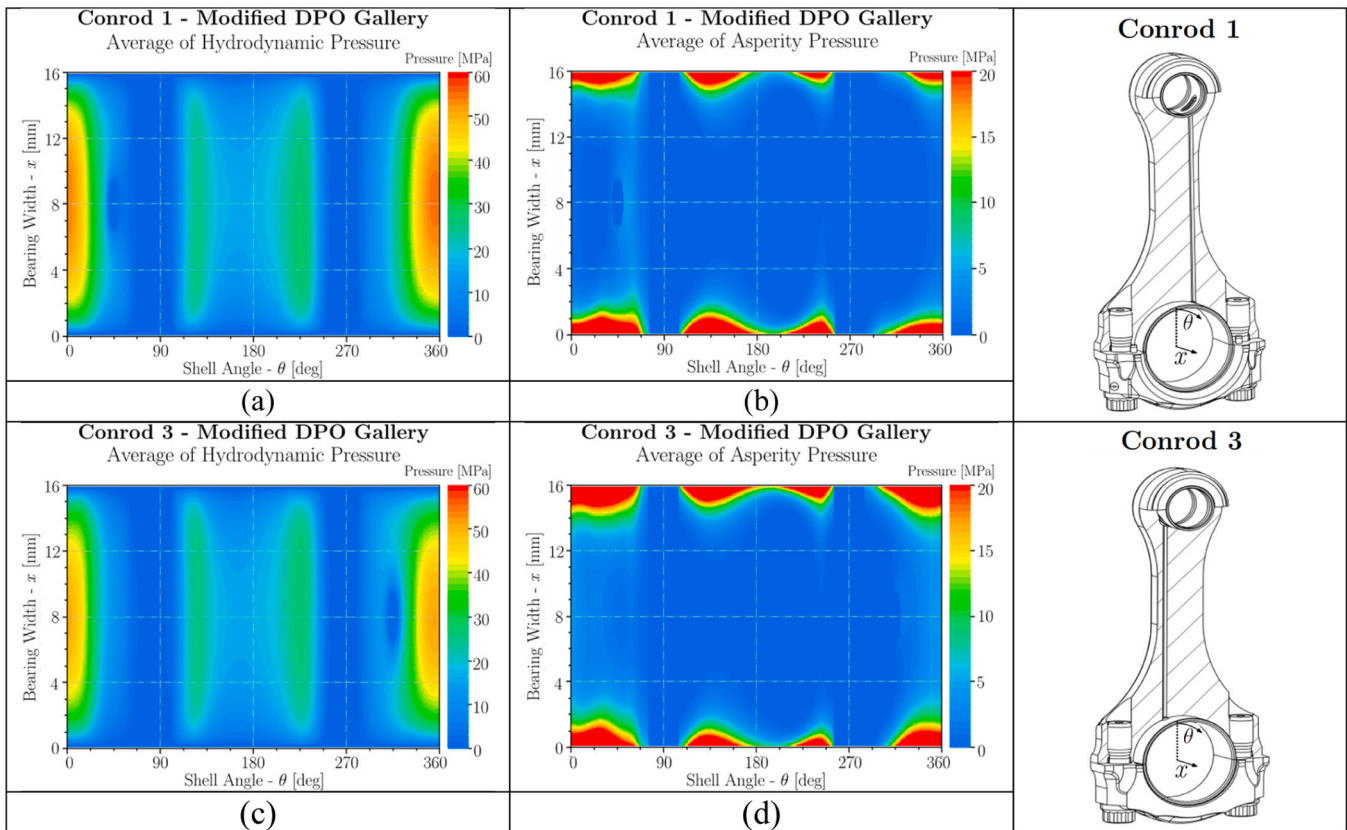 Conrod 1 - Modified DPO Gallery
Average of Hydrodynamic Pressure
Pressure [MPa]
16
12
8
4
0
Bearing Width - x [mm]
0 90 180 270 360
Shell Angle - θ [deg]
60
50
40
30
20
10
0
(a)
Conrod 1 - Modified DPO Gallery
Average of Asperity Pressure
Pressure [MPa]
16
12
8
4
0
Bearing Width - x [mm]
0 90 180 270 360
Shell Angle - θ [deg]
20
15
10
5
0
(b)
Conrod 1
θ
x
Conrod 3 - Modified DPO Gallery
Average of Hydrodynamic Pressure
Pressure [MPa]
16
12
8
4
0
Bearing Width - x [mm]
0 90 180 270 360
Shell Angle - θ [deg]
60
50
40
30
20
10
0
(c)
Conrod 3 - Modified DPO Gallery
Average of Asperity Pressure
Pressure [MPa]
16
12
8
4
0
Bearing Width - x [mm]
0 90 180 270 360
Shell Angle - θ [deg]
20
15
10
5
0
(d)
Conrod 3
θ
x